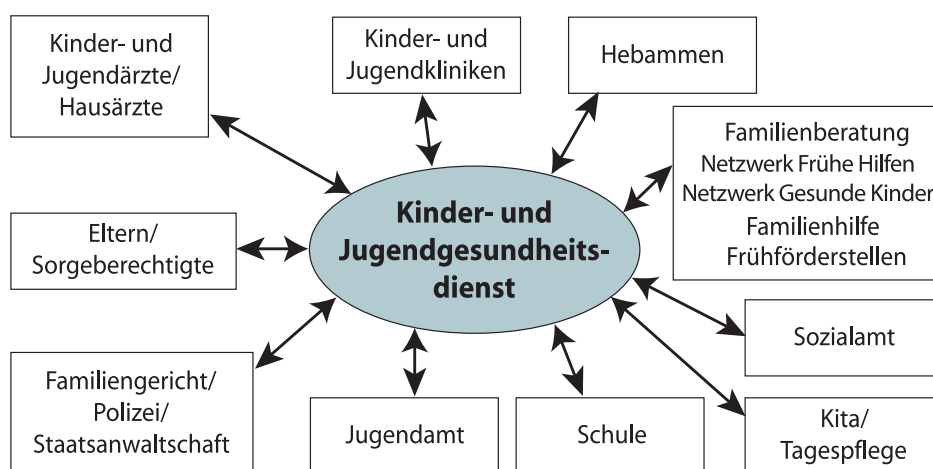 Kinder- und
Jugendärzte/
Hausärzte
Kinder- und
Jugendkliniken
Hebammen
Familienberatung
Netzwerk Frühe Hilfen
Netzwerk Gesunde Kinder
Familienhilfe
Frühförderstellen
Eltern/
Sorgeberechtigte
Kinder- und
Jugendgesundheits-
dienst
Sozialamt
Familiengericht/
Polizei/
Staatsanwaltschaft
Jugendamt
Schule
Kita/
Tagespflege